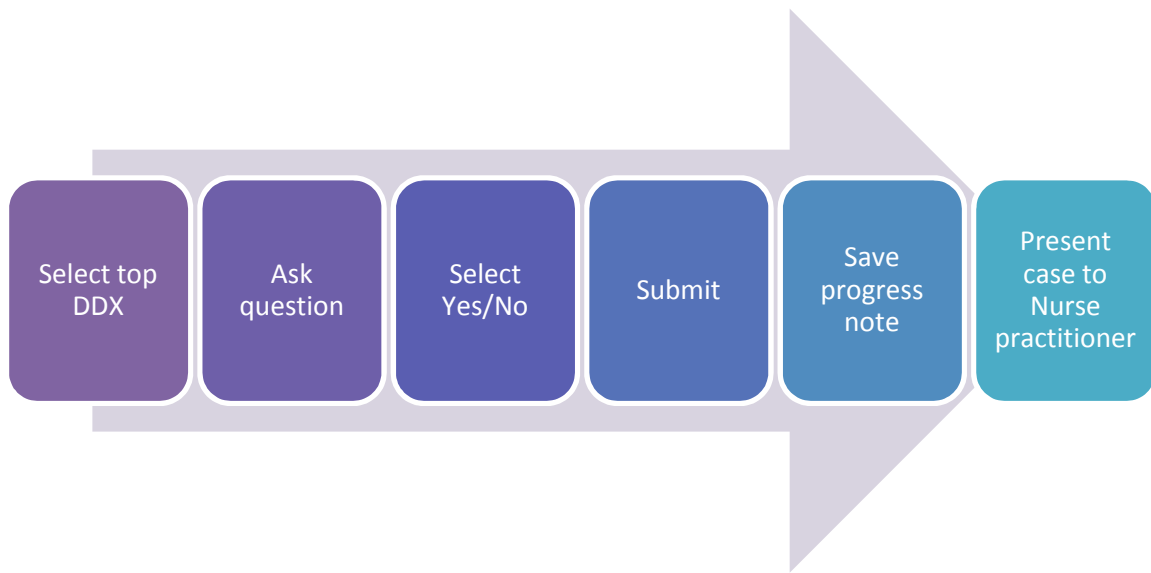 Select top
DDX
Ask
question
Select
Yes/No
Submit
Save
progress
note
Present
case to
Nurse
practitioner